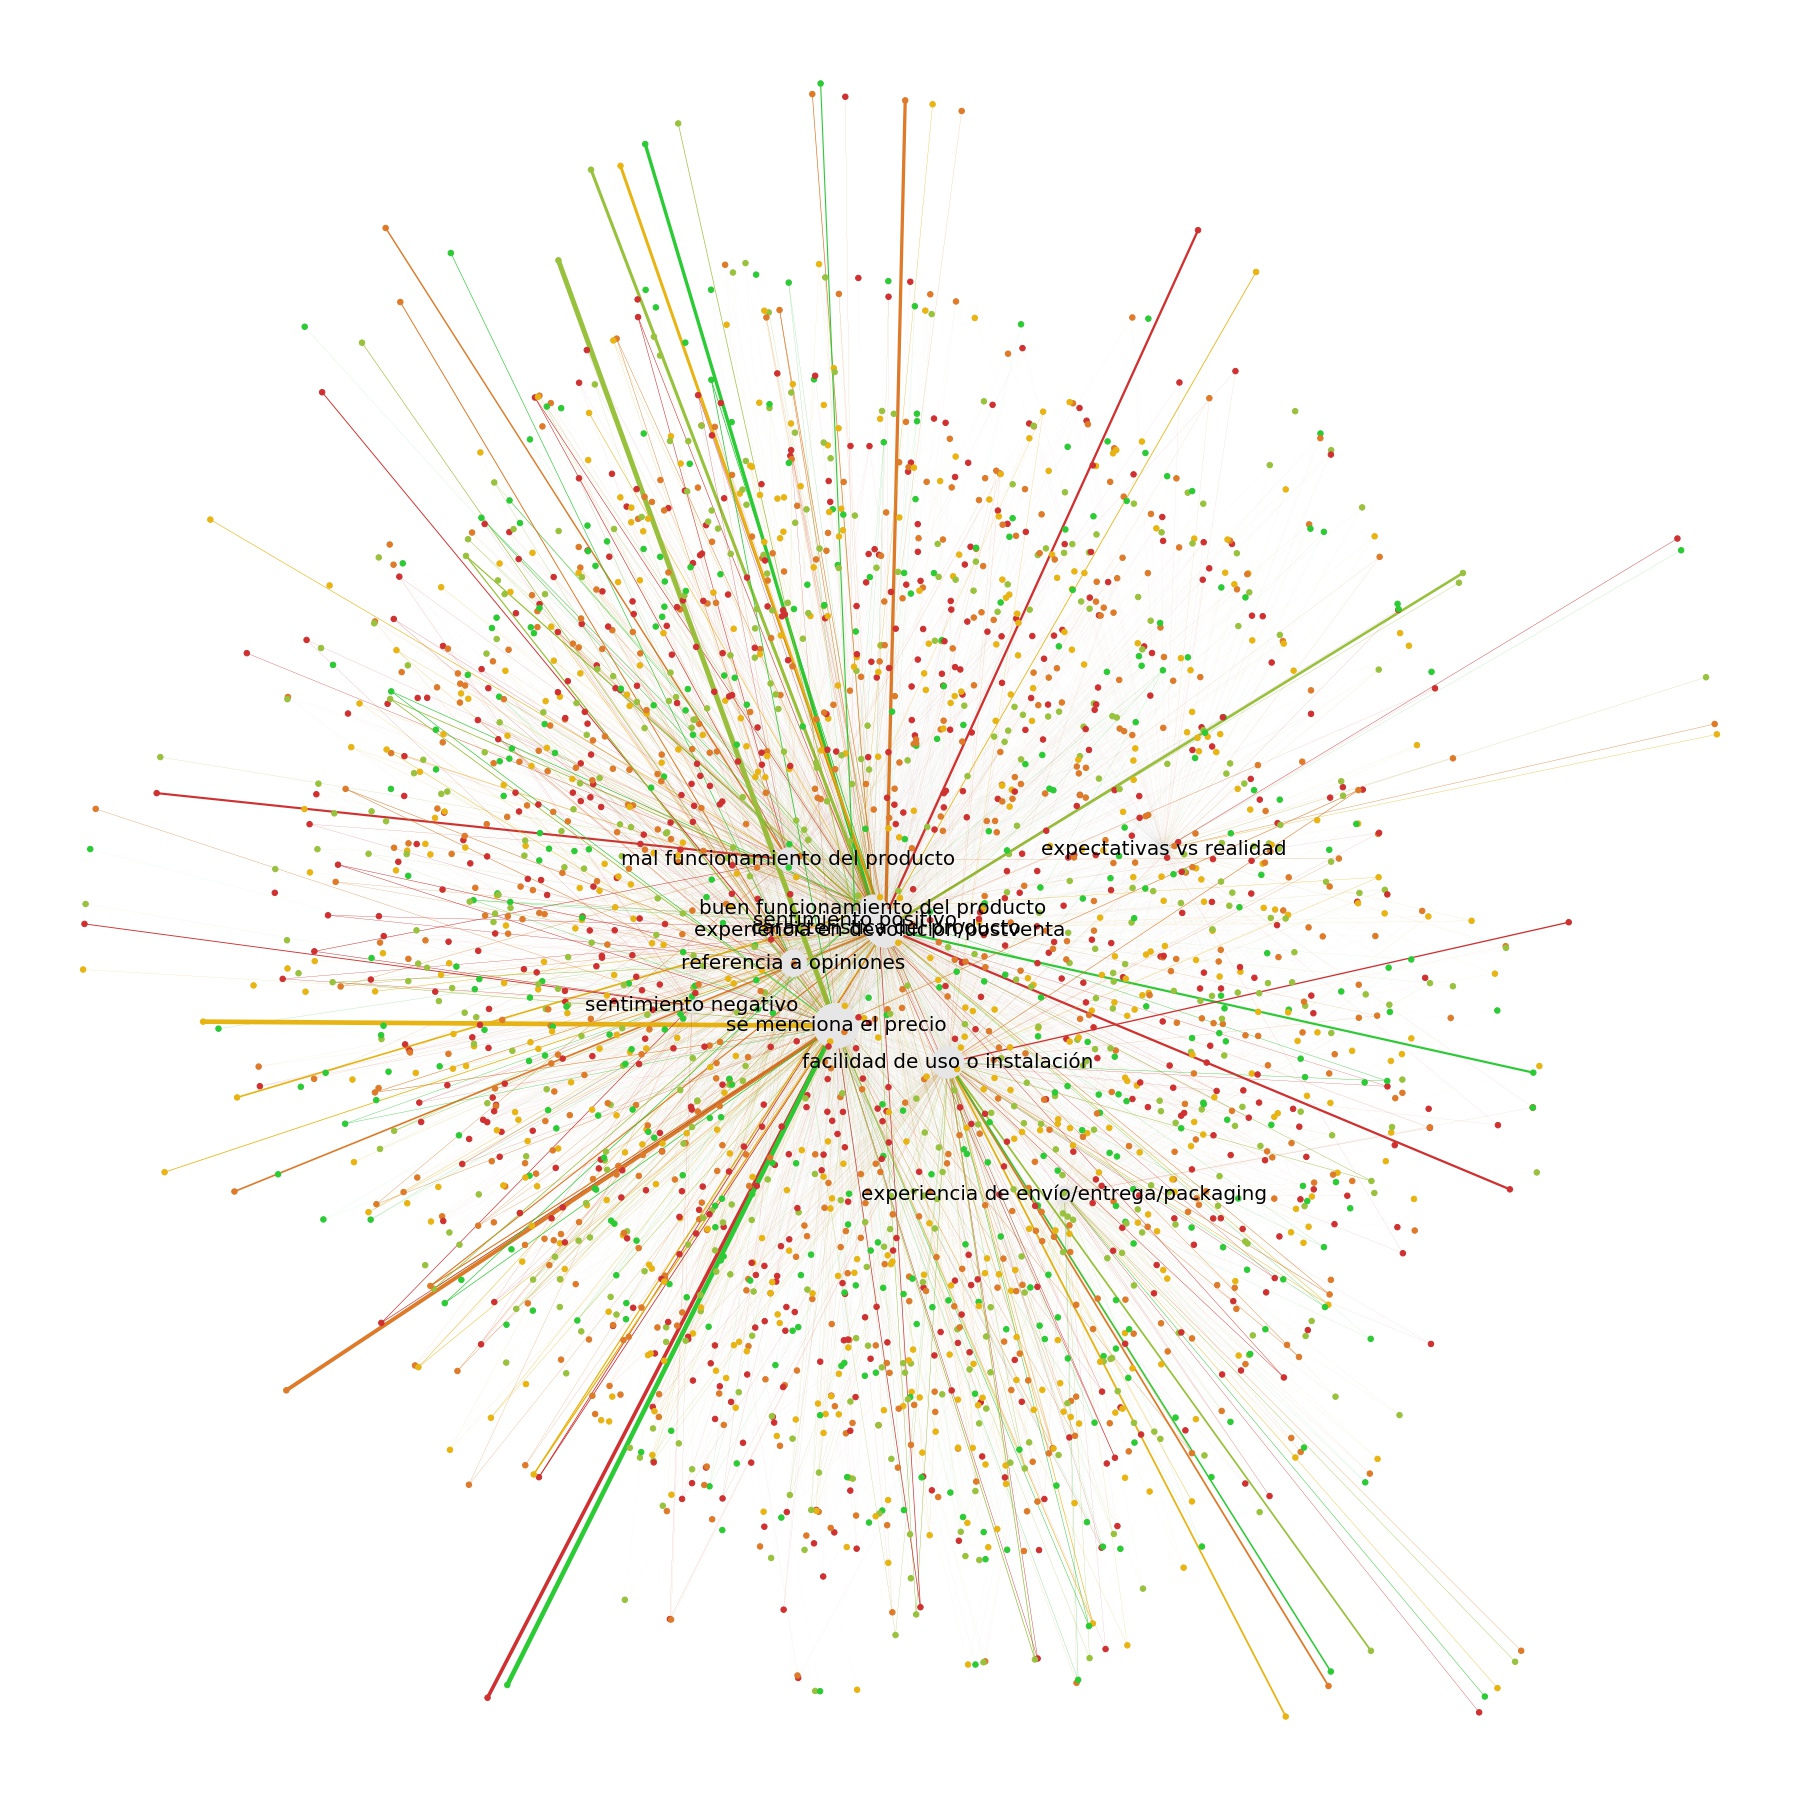 mal funcionamiento del producto
expectativas vs realidad
buen funcionamiento del producto
sentimiento positivo
característica del producto
experiencia en devolución/postventa
referencia a opiniones
sentimiento negativo
se menciona el precio
facilidad de uso o instalación
experiencia de envío/entrega/packaging